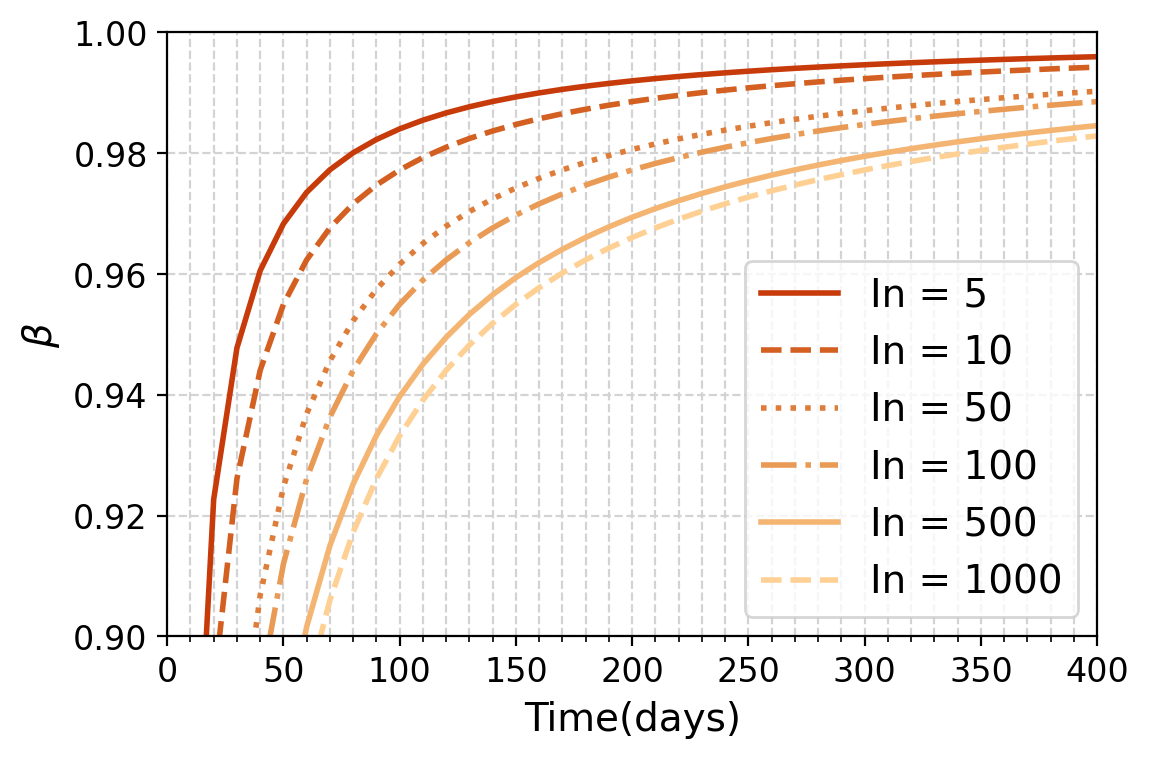 1.00
0.98
0.96
0.94
0.92
0.90
β
0 50 100 150 200 250 300 350 400
Time(days)
In = 5
In = 10
In = 50
In = 100
In = 500
In = 1000